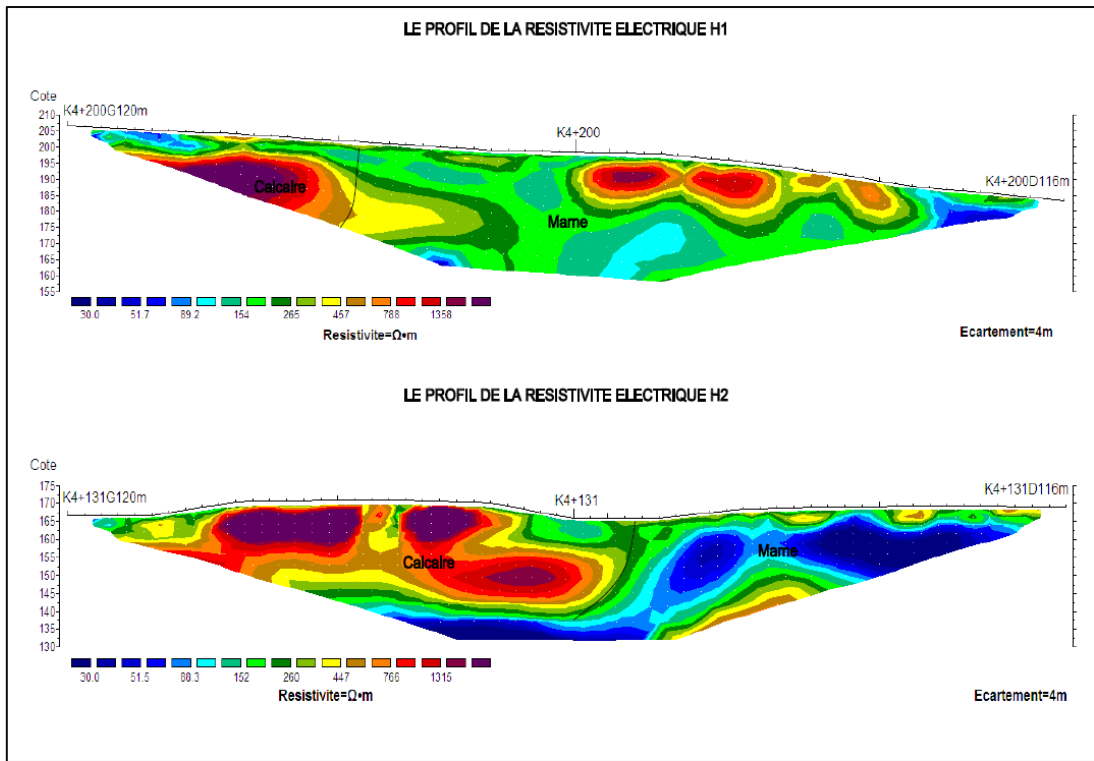 LE PROFIL DE LA RESISTIVITE ELECTRIQUE H1
Cote
K4+200G120m
K4+200
K4+200D116m
210
205
200
195
190
185
180
175
170
165
160
155
Calcaire
Marne
30.0 51.7 89.2 154 265 457 788 1358
Resistivite=Ω•m
Ecartement=4m
LE PROFIL DE LA RESISTIVITE ELECTRIQUE H2
Cote
K4+131G120m
K4+131
K4+131D116m
175
170
165
160
155
150
145
140
135
130
Calcaire
Marne
30.0 51.5 88.3 152 260 447 766 1315
Resistivite=Ω•m
Ecartement=4m